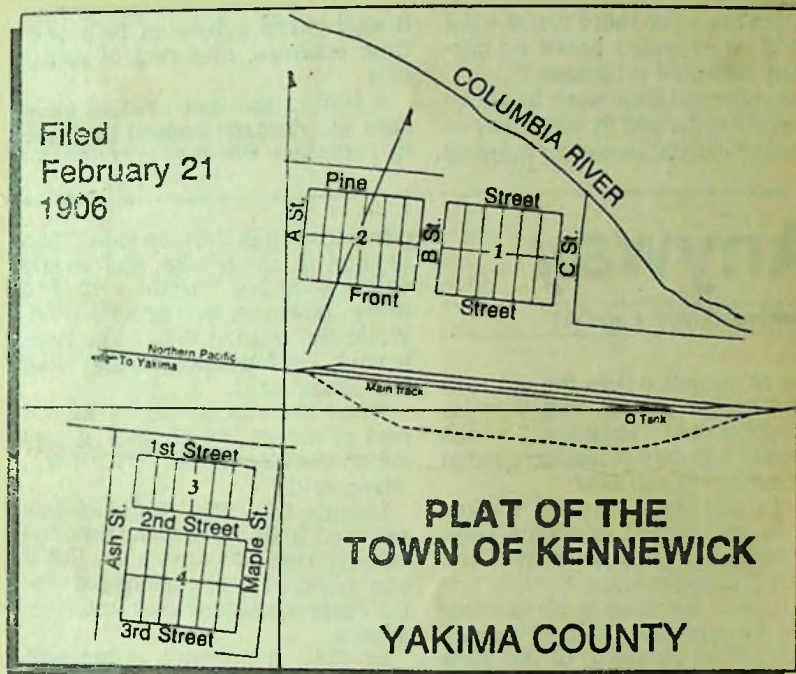 Filed
February 21
1906
COLUMBIA RIVER
Pine Street
A St.
2
B St.
1
C St.
Front Street
Northern Pacific
To Yakima
Main track
Tank
1st Street
3
Ash St.
2nd Street
Maple St.
4
3rd Street
PLAT OF THE
TOWN OF KENNEWICK
YAKIMA COUNTY